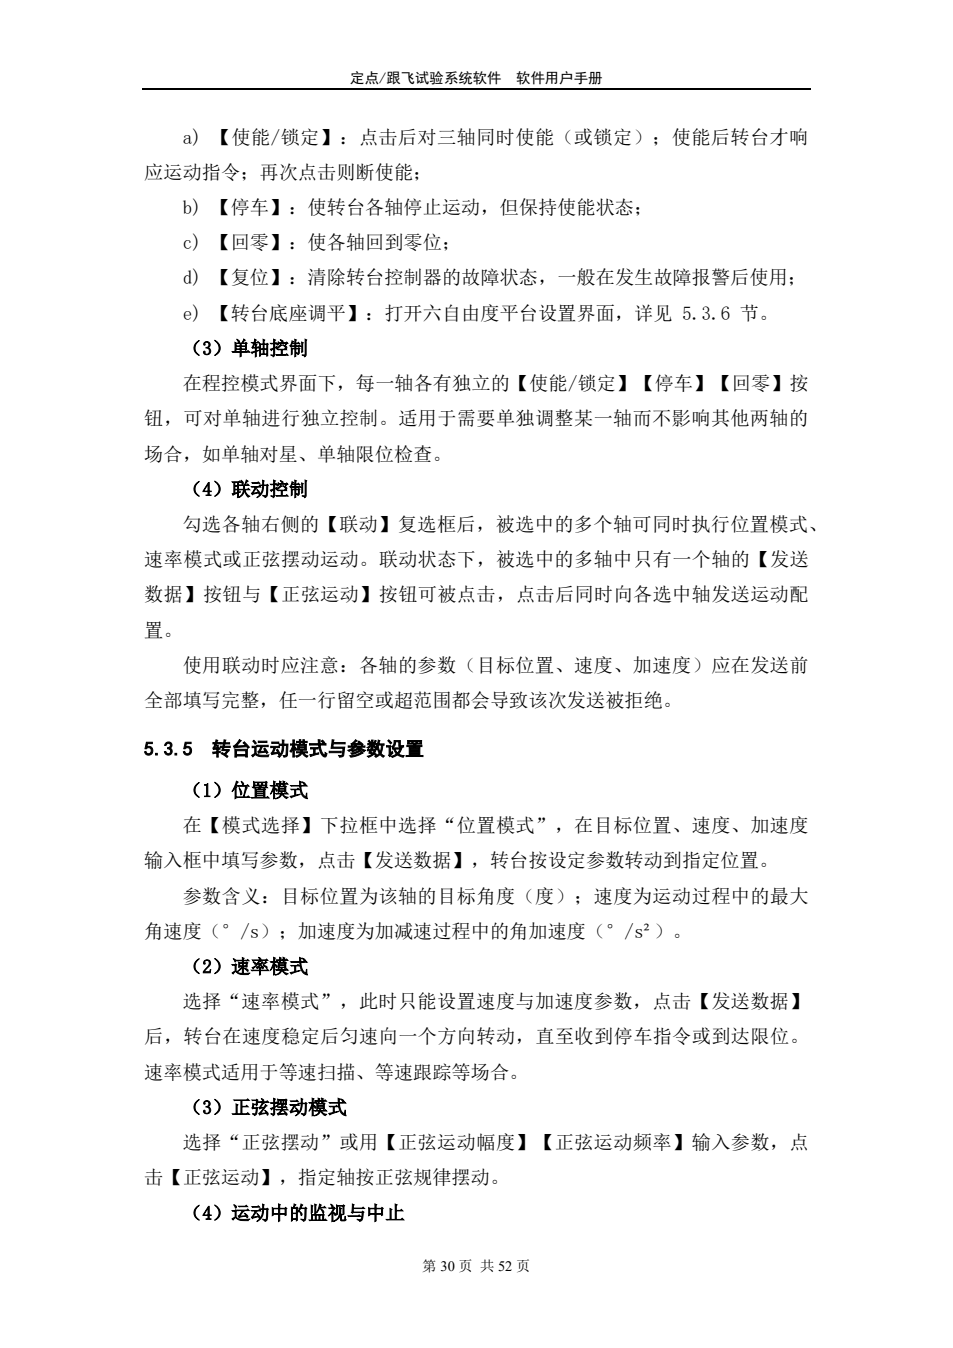 定点/跟飞试验系统软件　软件用户手册
a) 【使能/锁定】：点击后对三轴同时使能（或锁定）；使能后转台才响
应运动指令；再次点击则断使能；
b) 【停车】：使转台各轴停止运动，但保持使能状态；
c) 【回零】：使各轴回到零位；
d) 【复位】：清除转台控制器的故障状态，一般在发生故障报警后使用；
e) 【转台底座调平】：打开六自由度平台设置界面，详见 5.3.6 节。
（3）单轴控制
在程控模式界面下，每一轴各有独立的【使能/锁定】【停车】【回零】按
钮，可对单轴进行独立控制。适用于需要单独调整某一轴而不影响其他两轴的
场合，如单轴对星、单轴限位检查。
（4）联动控制
勾选各轴右侧的【联动】复选框后，被选中的多个轴可同时执行位置模式、
速率模式或正弦摆动运动。联动状态下，被选中的多轴中只有一个轴的【发送
数据】按钮与【正弦运动】按钮可被点击，点击后同时向各选中轴发送运动配
置。
使用联动时应注意：各轴的参数（目标位置、速度、加速度）应在发送前
全部填写完整，任一行留空或超范围都会导致该次发送被拒绝。
5.3.5 转台运动模式与参数设置
（1）位置模式
在【模式选择】下拉框中选择“位置模式”，在目标位置、速度、加速度
输入框中填写参数，点击【发送数据】，转台按设定参数转动到指定位置。
参数含义：目标位置为该轴的目标角度（度）；速度为运动过程中的最大
角速度（°/s）；加速度为加减速过程中的角加速度（°/s²）。
（2）速率模式
选择“速率模式”，此时只能设置速度与加速度参数，点击【发送数据】
后，转台在速度稳定后匀速向一个方向转动，直至收到停车指令或到达限位。
速率模式适用于等速扫描、等速跟踪等场合。
（3）正弦摆动模式
选择“正弦摆动”或用【正弦运动幅度】【正弦运动频率】输入参数，点
击【正弦运动】，指定轴按正弦规律摆动。
（4）运动中的监视与中止
第 30 页 共 52 页